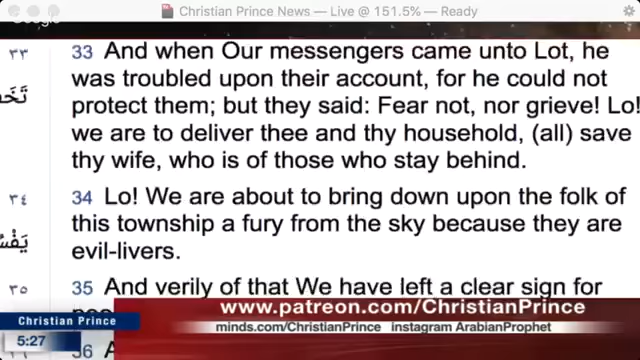 Christian Prince News — Live @ 151.5% — Ready
٣٣
33 And when Our messengers came unto Lot, he
was troubled upon their account, for he could not
protect them; but they said: Fear not, nor grieve! Lo!
we are to deliver thee and thy household, (all) save
thy wife, who is of those who stay behind.
٣٤
34 Lo! We are about to bring down upon the folk of
this township a fury from the sky because they are
evil-livers.
٣٥
35 And verily of that We have left a clear sign for
36
www.patreon.com/ChristianPrince
minds.com/ChristianPrince instagram ArabianProphet
Christian Prince
5:27